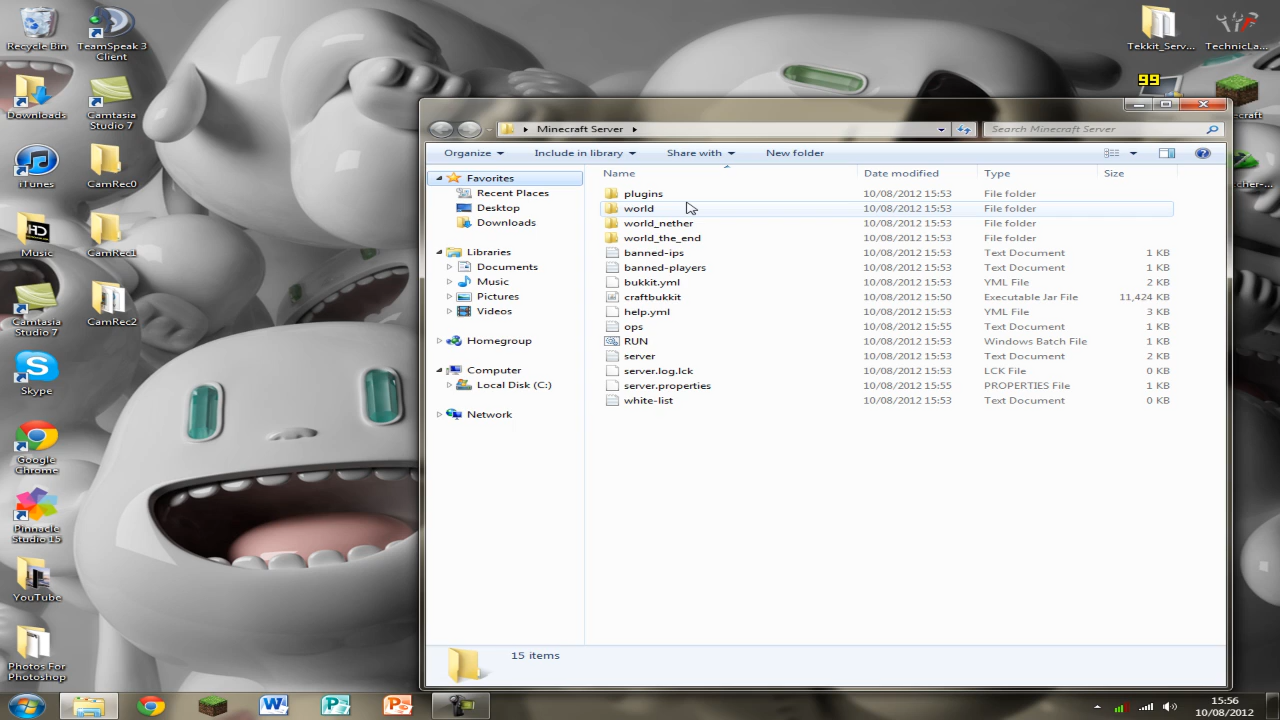 Recycle Bin
TeamSpeak 3
Client
Downloads
Camtasia
Studio 7
iTunes
CamRec0
HD
Music
CamRec1
Camtasia
Studio 7
CamRec2
Skype
Google
Chrome
Pinnacle
Studio 15
YouTube
Photos For
Photoshop
Tekkit_Serv...
TechnicLa...
99
Minecraft Server
Search Minecraft Server
Organize
Include in library
Share with
New folder
Favorites
Recent Places
Desktop
Downloads
Libraries
Documents
Music
Pictures
Videos
Homegroup
Computer
Local Disk (C:)
Network
Name Date modified Type Size
plugins 10/08/2012 15:53 File folder
world 10/08/2012 15:53 File folder
world_nether 10/08/2012 15:53 File folder
world_the_end 10/08/2012 15:53 File folder
banned-ips 10/08/2012 15:53 Text Document 1 KB
banned-players 10/08/2012 15:53 Text Document 1 KB
bukkit.yml 10/08/2012 15:53 YML File 2 KB
craftbukkit 10/08/2012 15:50 Executable Jar File 11,424 KB
help.yml 10/08/2012 15:53 YML File 3 KB
ops 10/08/2012 15:55 Text Document 1 KB
RUN 10/08/2012 15:53 Windows Batch File 1 KB
server 10/08/2012 15:53 Text Document 2 KB
server.log.lck 10/08/2012 15:53 LCK File 0 KB
server.properties 10/08/2012 15:55 PROPERTIES File 1 KB
white-list 10/08/2012 15:53 Text Document 0 KB
15 items
15:56
10/08/2012